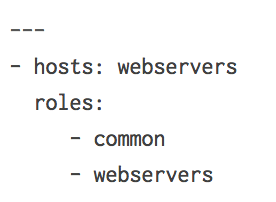 ---
- hosts: webservers
  roles:
     - common
     - webservers